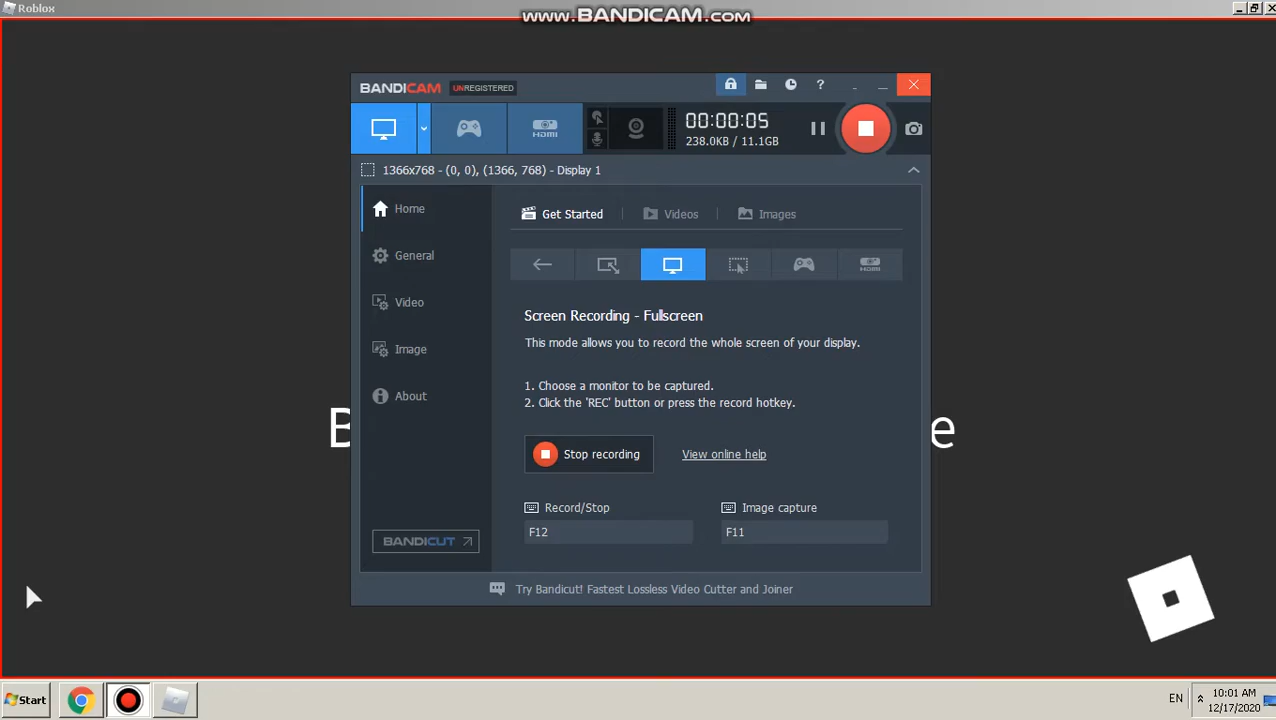 Roblox
www.BANDICAM.com
BANDICAM UNREGISTERED
?
HDMI
00:00:05
238.0KB / 11.1GB
1366x768 - (0, 0), (1366, 768) - Display 1
Home
General
Video
Image
About
BANDICUT
Get Started
Videos
Images
HDMI
Screen Recording - Fullscreen
This mode allows you to record the whole screen of your display.
1. Choose a monitor to be captured.
2. Click the 'REC' button or press the record hotkey.
Stop recording
View online help
Record/Stop
Image capture
F12
F11
Try Bandicut! Fastest Lossless Video Cutter and Joiner
e
Start
EN
10:01 AM
12/17/2020